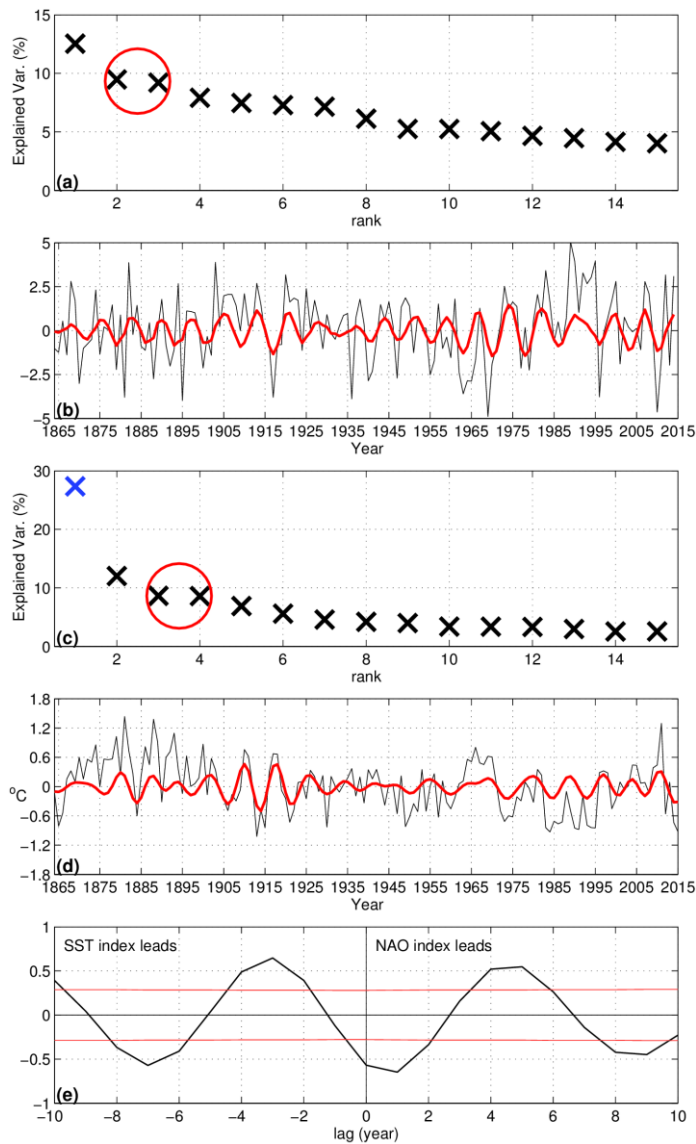 15
10
5
0
Explained Var. (%)
(a)
2 4 6 8 10 12 14
rank
5
2.5
0
−2.5
−5
(b)
1865 1875 1885 1895 1905 1915 1925 1935 1945 1955 1965 1975 1985 1995 2005 2015
Year
30
20
10
0
Explained Var. (%)
(c)
2 4 6 8 10 12 14
rank
1.8
1.2
0.6
0
−0.6
−1.2
−1.8
°C
(d)
1865 1875 1885 1895 1905 1915 1925 1935 1945 1955 1965 1975 1985 1995 2005 2015
Year
1
0.5
0
−0.5
−1
SST index leads
NAO index leads
(e)
−10 −8 −6 −4 −2 0 2 4 6 8 10
lag (year)